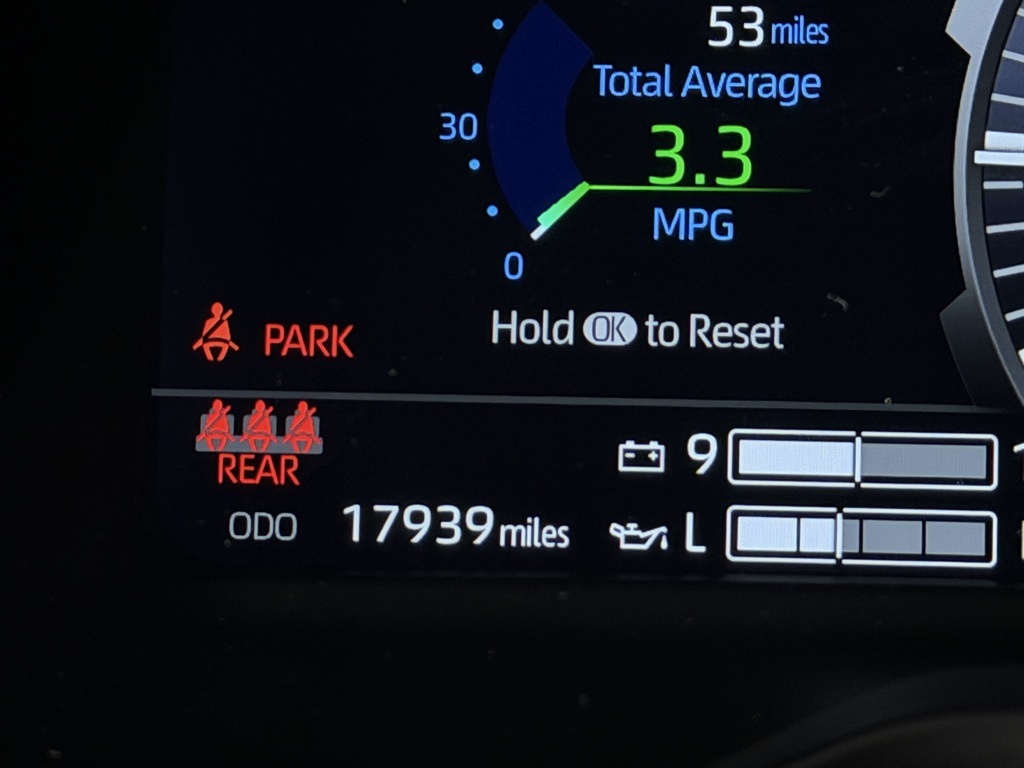 53 miles
Total Average
30
3.3
MPG
0
Hold OK to Reset
PARK
REAR
9
ODO 17939 miles
L